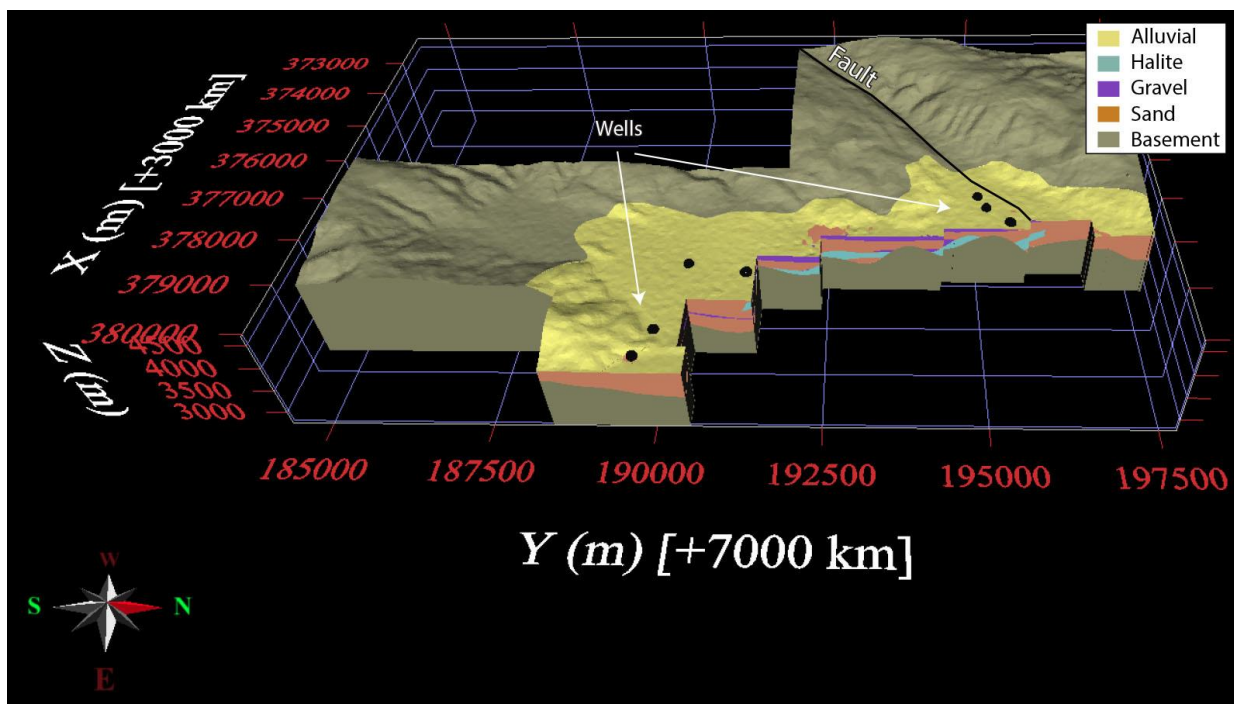 Alluvial
Halite
Gravel
Sand
Basement
Fault
Wells
373000
374000
375000
376000
377000
378000
379000
380000
X (m) [+3000 km]
4500
4000
3500
3000
Z (m)
185000
187500
190000
192500
195000
197500
Y (m) [+7000 km]
W
S
N
E